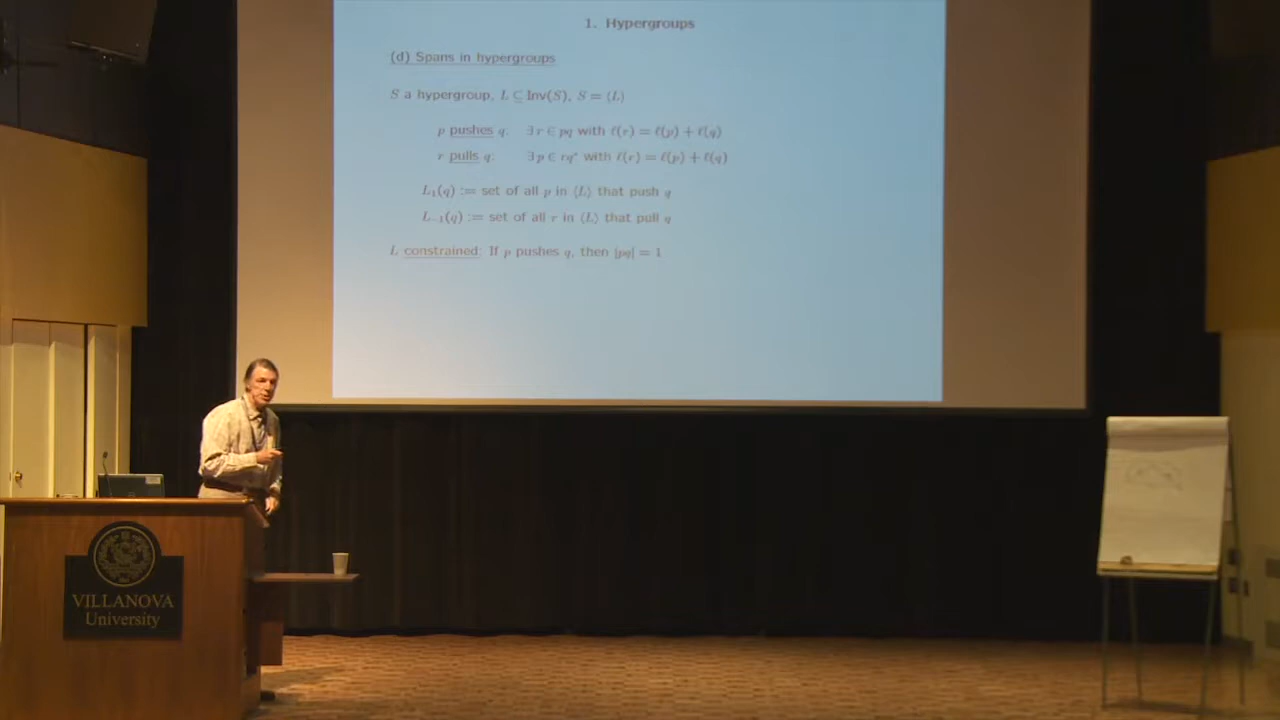 1. Hypergroups
(d) Spans in hypergroups
S a hypergroup, L ⊆ Inv(S), S = ⟨L⟩
p pushes q: ∃ r ∈ pq with ℓ(r) = ℓ(p) + ℓ(q)
r pulls q: ∃ p ∈ rq* with ℓ(r) = ℓ(p) + ℓ(q)
L₁(q) := set of all p in ⟨L⟩ that push q
L₋₁(q) := set of all r in ⟨L⟩ that pull q
L constrained: If p pushes q, then |pq| = 1
VILLANOVA
University